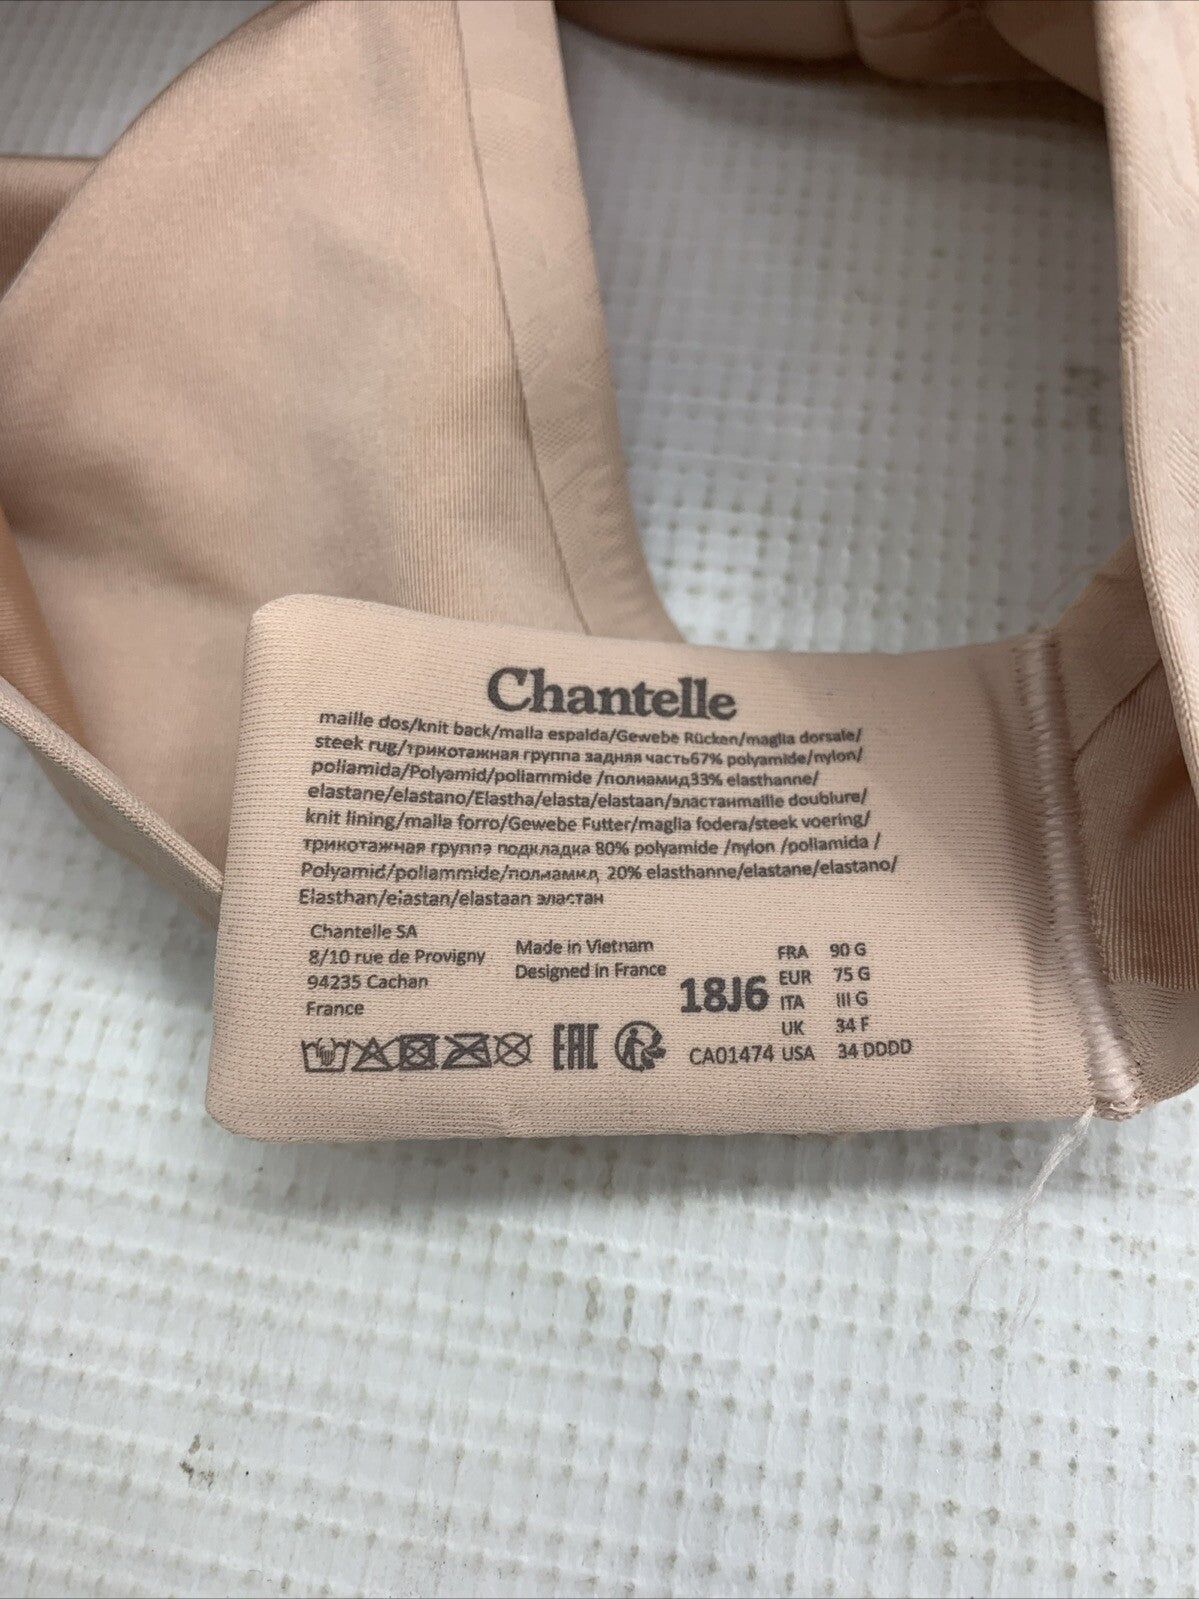 Chantelle
maille dos/knit back/malla espalda/Gewebe Rücken/maglia dorsale/
steek rug/трикотажная группа задняя часть67% polyamide/nylon/
poliamida/Polyamid/poliammide /полиамид33% elasthanne/
elastane/elastano/Elastha/elasta/elastaan/эластанmaille doublure/
knit lining/malla forro/Gewebe Futter/maglia fodera/steek voering/
трикотажная группа подкладка 80% polyamide /nylon /poliamida /
Polyamid/poliammide/полиамид, 20% elasthanne/elastane/elastano/
Elasthan/elastan/elastaan эластан
Chantelle SA
8/10 rue de Provigny
94235 Cachan
France
Made in Vietnam
Designed in France
18J6
CA01474
FRA 90 G
EUR 75 G
ITA III G
UK 34 F
USA 34 DDDD
EAC